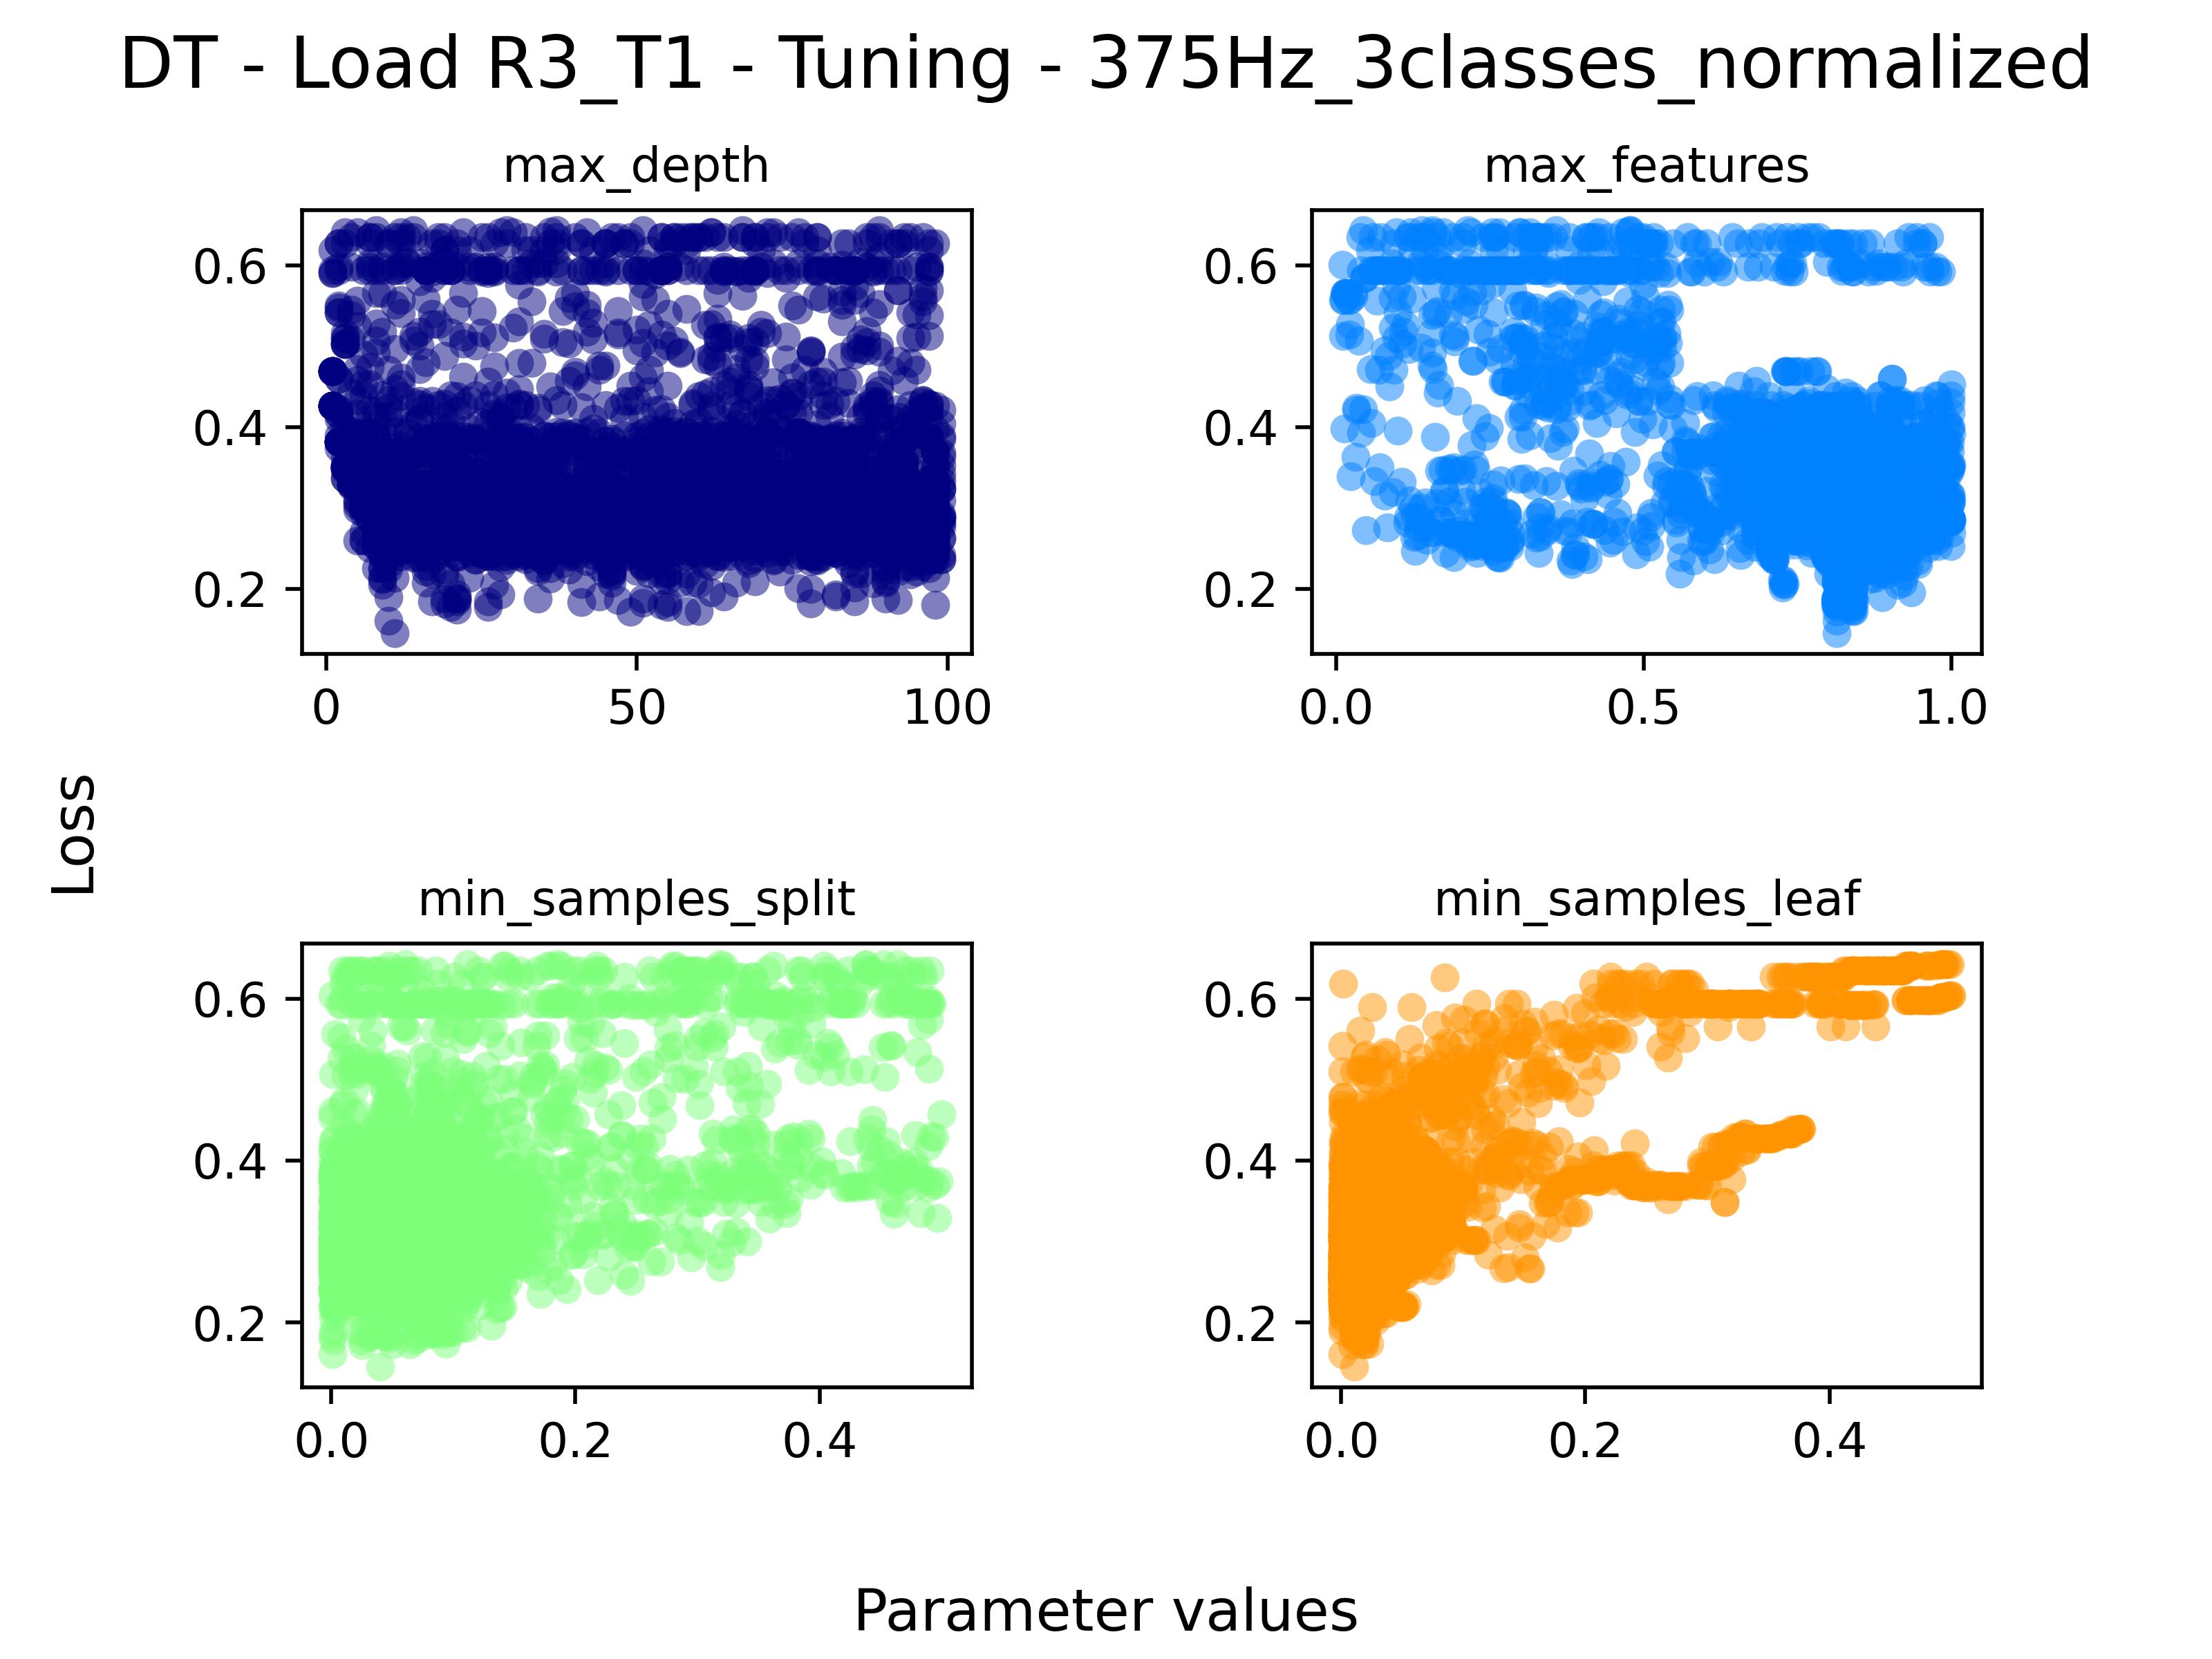 DT - Load R3_T1 - Tuning - 375Hz_3classes_normalized
max_depth
max_features
0.6
0.4
0.2
0 50 100
0.6
0.4
0.2
0.0 0.5 1.0
Loss
min_samples_split
min_samples_leaf
0.6
0.4
0.2
0.0 0.2 0.4
0.6
0.4
0.2
0.0 0.2 0.4
Parameter values